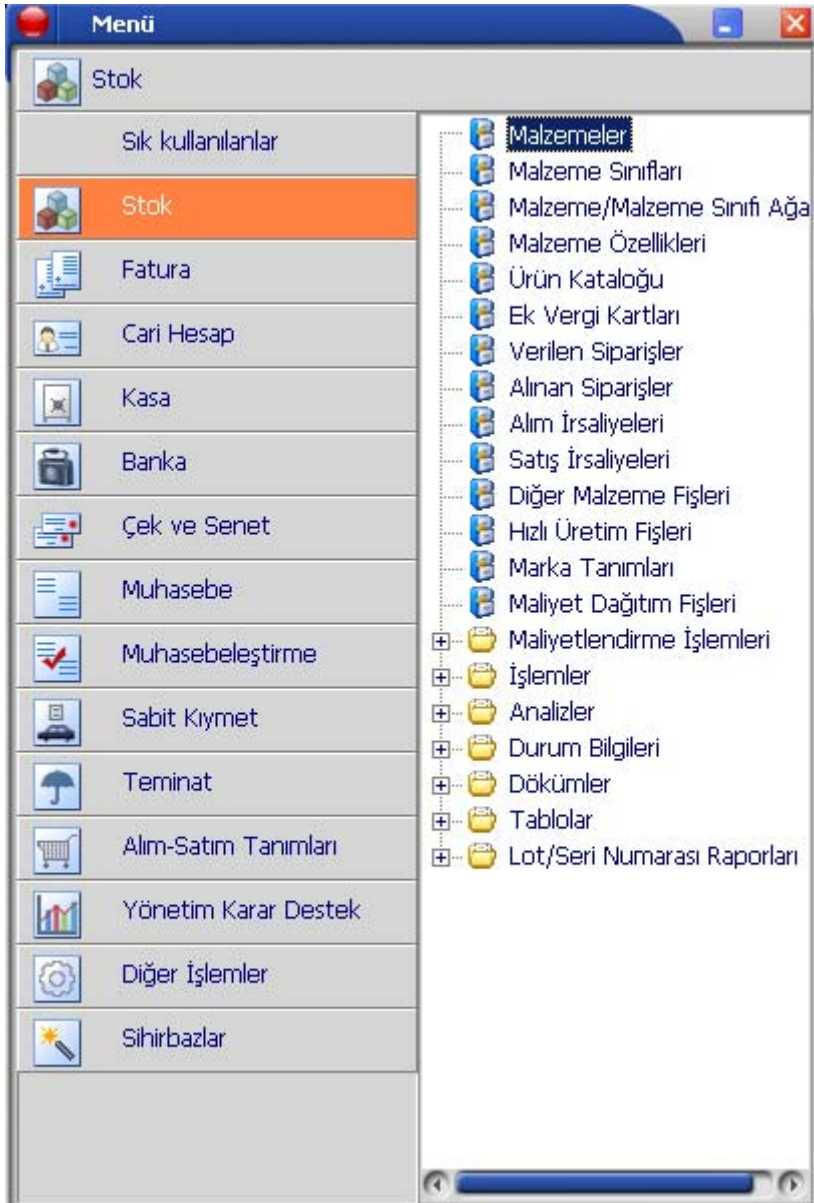 Menü
Stok
Sık kullanılanlar
Stok
Fatura
Cari Hesap
Kasa
Banka
Çek ve Senet
Muhasebe
Muhasebeleştirme
Sabit Kıymet
Teminat
Alım-Satım Tanımları
Yönetim Karar Destek
Diğer İşlemler
Sihirbazlar
Malzemeler
Malzeme Sınıfları
Malzeme/Malzeme Sınıfı Ağa
Malzeme Özellikleri
Ürün Kataloğu
Ek Vergi Kartları
Verilen Siparişler
Alınan Siparişler
Alım İrsaliyeleri
Satış İrsaliyeleri
Diğer Malzeme Fişleri
Hızlı Üretim Fişleri
Marka Tanımları
Maliyet Dağıtım Fişleri
Maliyetlendirme İşlemleri
İşlemler
Analizler
Durum Bilgileri
Dökümler
Tablolar
Lot/Seri Numarası Raporları